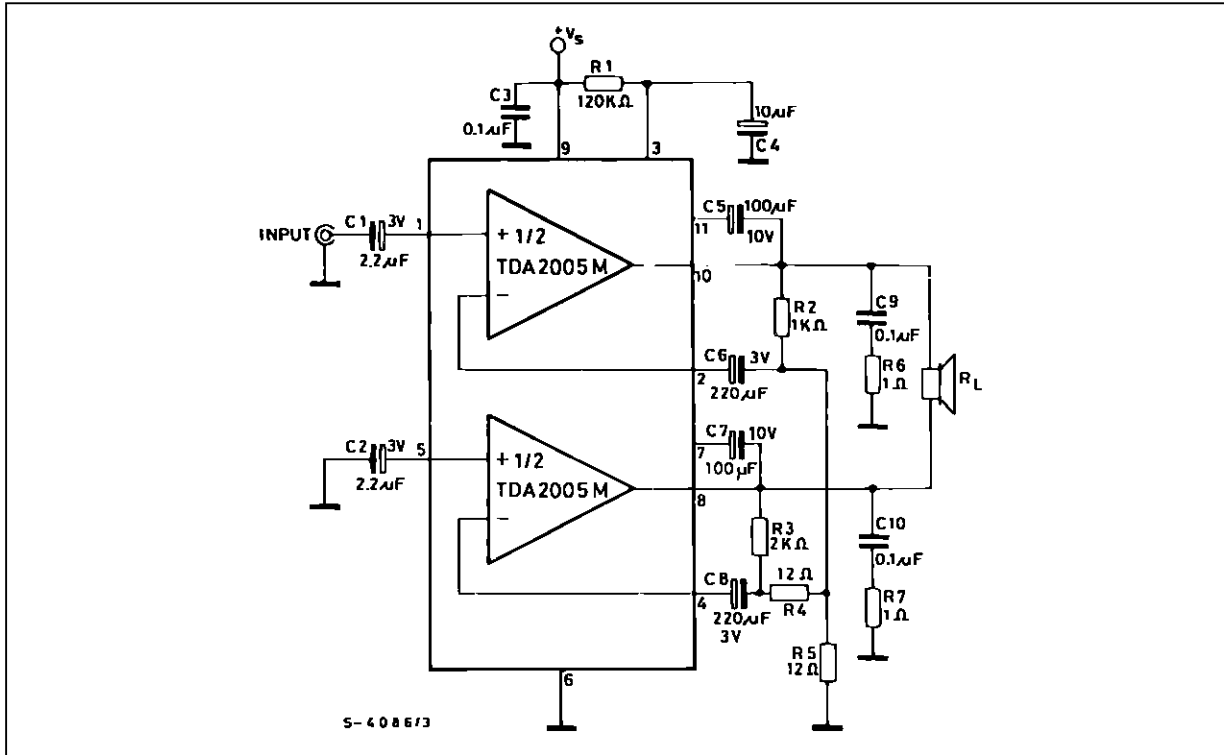 +Vs
R1
120KΩ
C3
0.1µF
10µF
C4
9
3
INPUT
C1
3V
2.2µF
1
+ 1/2
TDA2005M
−
C5
100µF
10V
11
10
R2
1KΩ
C9
0.1µF
R6
1Ω
RL
C6
3V
220µF
2
C2
3V
2.2µF
5
+ 1/2
TDA2005M
−
C7
10V
100µF
7
8
R3
2KΩ
C10
0.1µF
R7
1Ω
C8
220µF
3V
4
12Ω
R4
R5
12Ω
6
S-4086/3